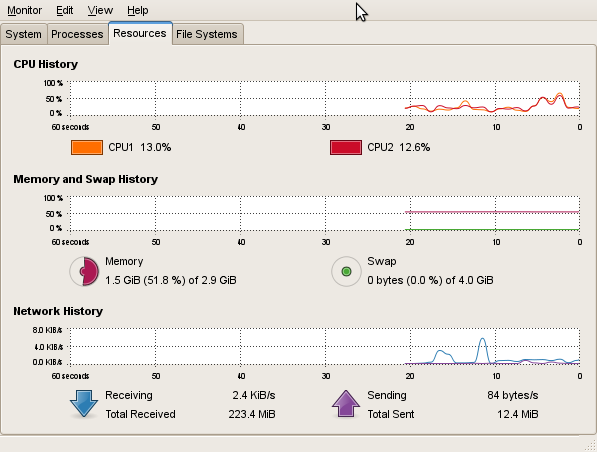 Monitor Edit View Help
System Processes Resources File Systems
CPU History
100 %
50 %
0 %
60 seconds 50 40 30 20 10 0
CPU1 13.0% CPU2 12.6%
Memory and Swap History
100 %
50 %
0 %
60 seconds 50 40 30 20 10 0
Memory Swap
1.5 GiB (51.8 %) of 2.9 GiB 0 bytes (0.0 %) of 4.0 GiB
Network History
8.0 KiB/s
4.0 KiB/s
0.0 KiB/s
60 seconds 50 40 30 20 10 0
Receiving 2.4 KiB/s Sending 84 bytes/s
Total Received 223.4 MiB Total Sent 12.4 MiB